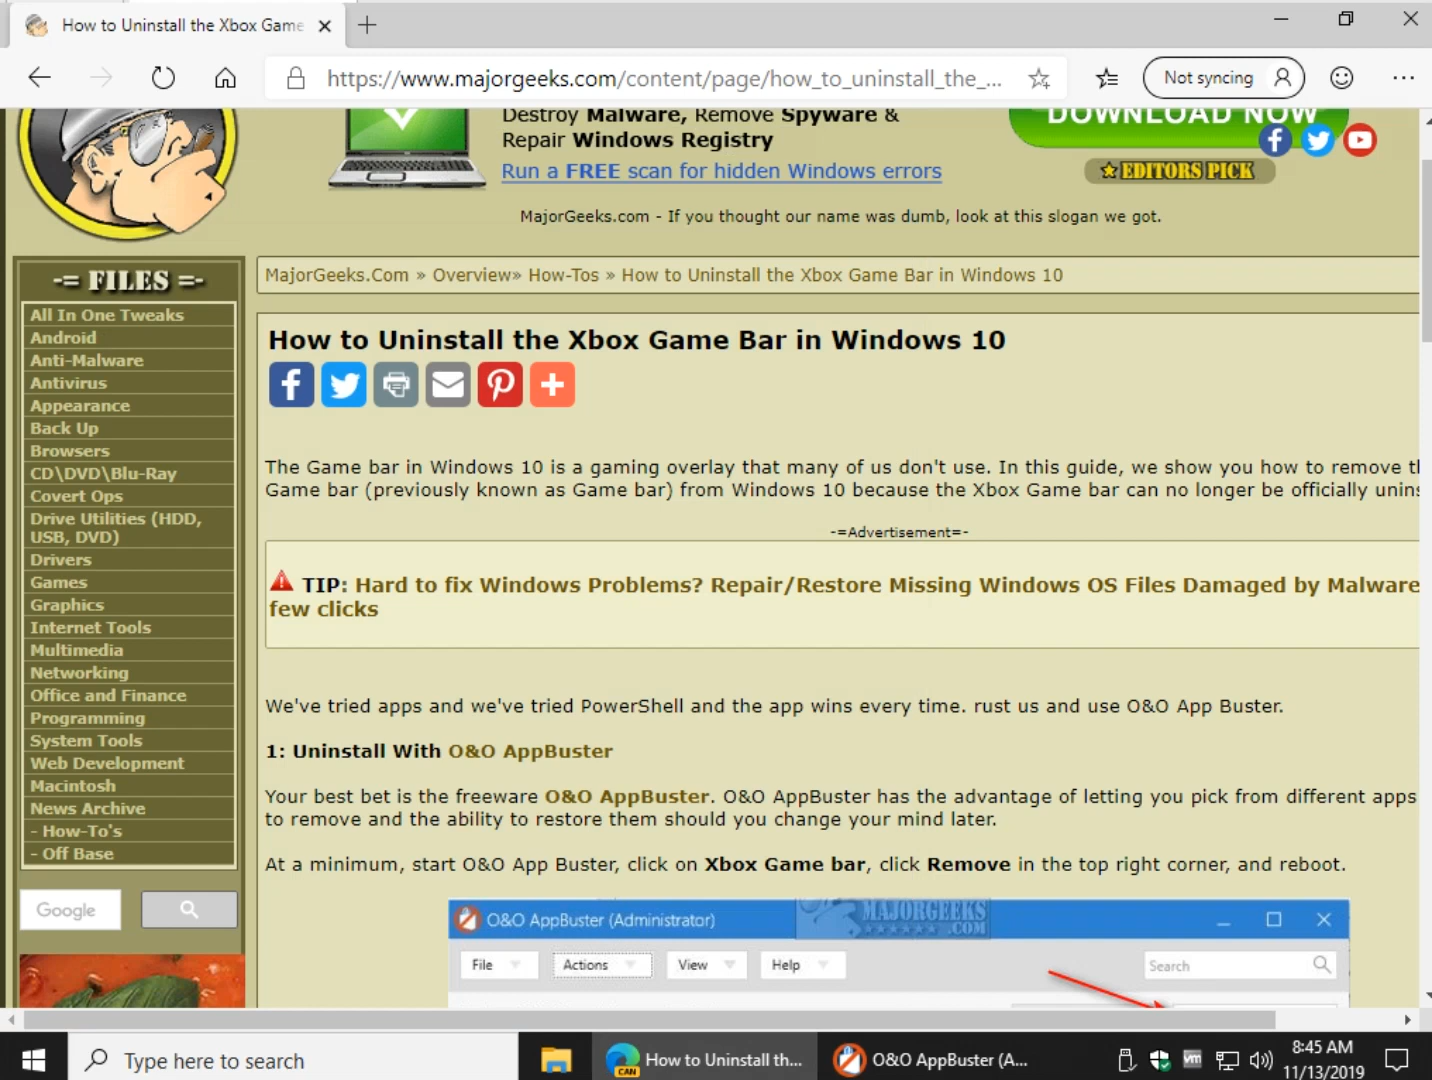 How to Uninstall the Xbox Game
https://www.majorgeeks.com/content/page/how_to_uninstall_the_...
Not syncing
Destroy Malware, Remove Spyware &
Repair Windows Registry
Run a FREE scan for hidden Windows errors
DOWNLOAD NOW
EDITORS PICK
MajorGeeks.com - If you thought our name was dumb, look at this slogan we got.
-= FILES =-
All In One Tweaks
Android
Anti-Malware
Antivirus
Appearance
Back Up
Browsers
CD\DVD\Blu-Ray
Covert Ops
Drive Utilities (HDD,
USB, DVD)
Drivers
Games
Graphics
Internet Tools
Multimedia
Networking
Office and Finance
Programming
System Tools
Web Development
Macintosh
News Archive
- How-To's
- Off Base
Google
MajorGeeks.Com » Overview» How-Tos » How to Uninstall the Xbox Game Bar in Windows 10
How to Uninstall the Xbox Game Bar in Windows 10
The Game bar in Windows 10 is a gaming overlay that many of us don't use. In this guide, we show you how to remove
Game bar (previously known as Game bar) from Windows 10 because the Xbox Game bar can no longer be officially
-=Advertisement=-
TIP: Hard to fix Windows Problems? Repair/Restore Missing Windows OS Files Damaged by Malware
few clicks
We've tried apps and we've tried PowerShell and the app wins every time. rust us and use O&O App Buster.
1: Uninstall With O&O AppBuster
Your best bet is the freeware O&O AppBuster. O&O AppBuster has the advantage of letting you pick from different apps
to remove and the ability to restore them should you change your mind later.
At a minimum, start O&O App Buster, click on Xbox Game bar, click Remove in the top right corner, and reboot.
O&O AppBuster (Administrator)
MAJORGEEKS
.COM
File
Actions
View
Help
Search
Type here to search
CAN
How to Uninstall th...
O&O AppBuster (A...
vm
8:45 AM
11/13/2019